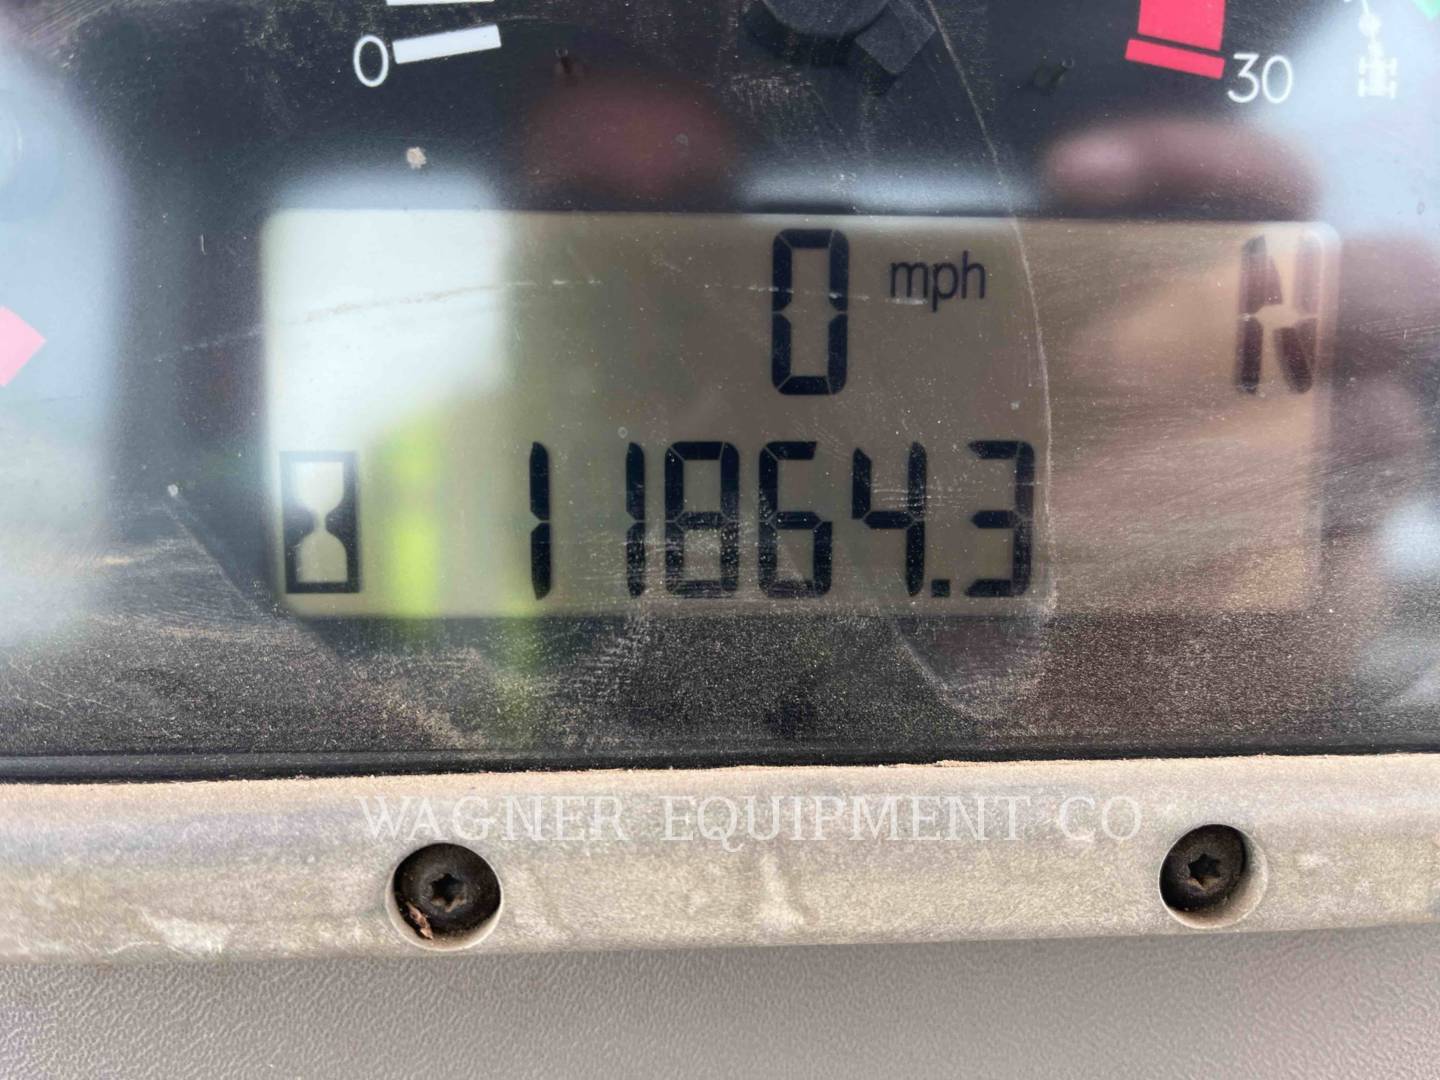 0 30
0 mph N
11864.3
WAGNER EQUIPMENT CO